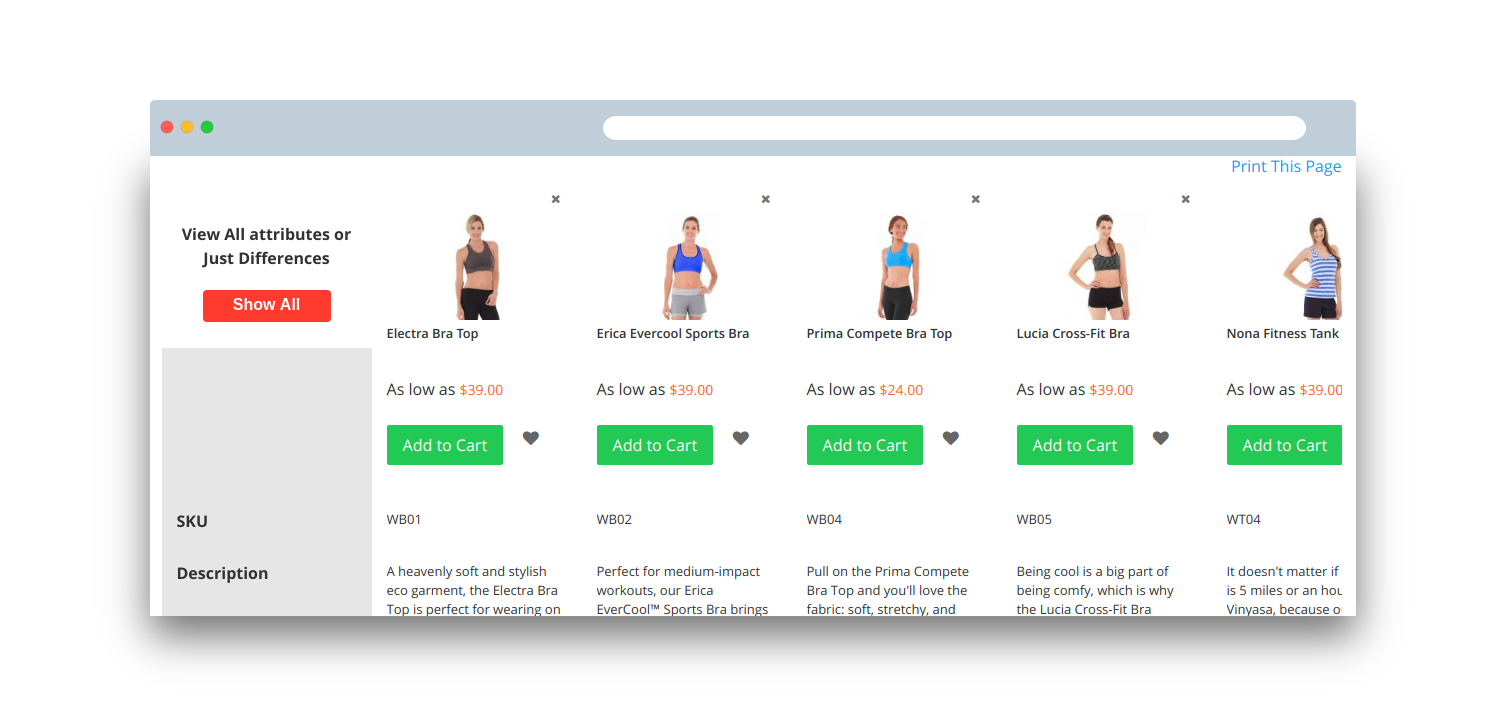 Print This Page
View All attributes or
Just Differences
Show All
Electra Bra Top
Erica Evercool Sports Bra
Prima Compete Bra Top
Lucia Cross-Fit Bra
Nona Fitness Tank
As low as $39.00
As low as $39.00
As low as $24.00
As low as $39.00
As low as $39.00
Add to Cart
Add to Cart
Add to Cart
Add to Cart
Add to Cart
SKU
WB01
WB02
WB04
WB05
WT04
Description
A heavenly soft and stylish
eco garment, the Electra Bra
Top is perfect for wearing on
Perfect for medium-impact
workouts, our Erica
EverCool™ Sports Bra brings
Pull on the Prima Compete
Bra Top and you'll love the
fabric: soft, stretchy, and
Being cool is a big part of
being comfy, which is why
the Lucia Cross-Fit Bra
It doesn't matter if
is 5 miles or an
Vinyasa, because